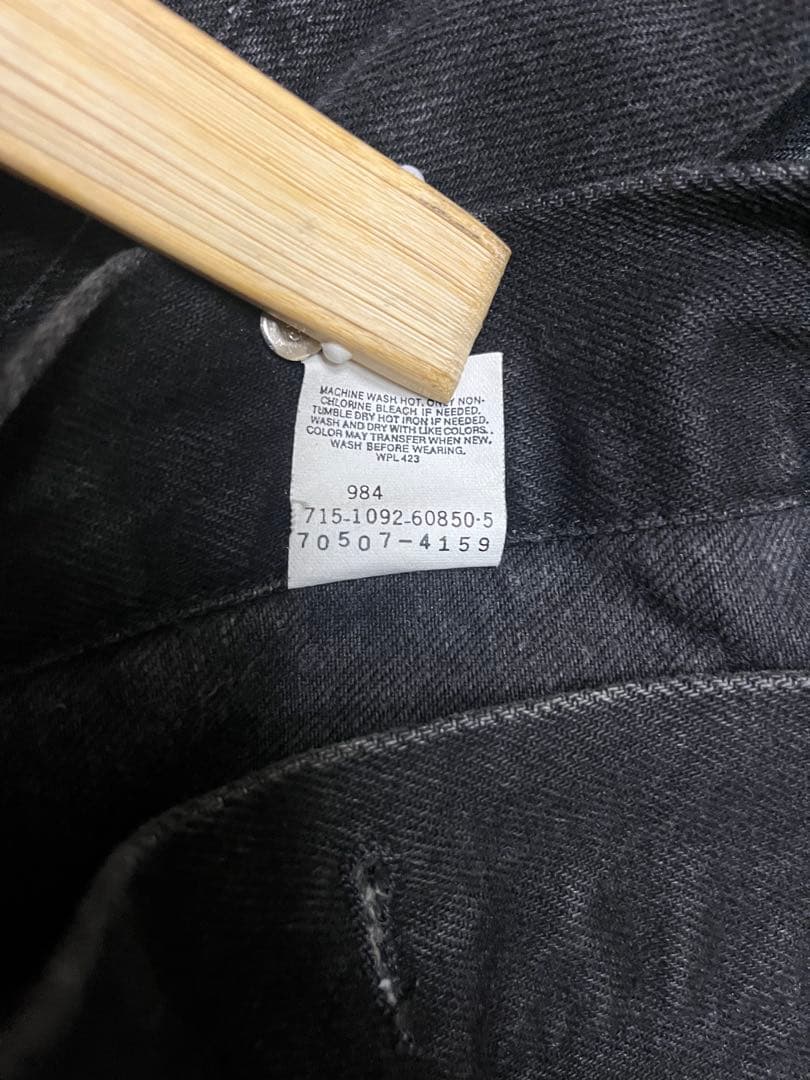 MACHINE WASH HOT. ONLY NON-
CHLORINE BLEACH IF NEEDED.
TUMBLE DRY HOT IRON IF NEEDED.
WASH AND DRY WITH LIKE COLORS.
COLOR MAY TRANSFER WHEN NEW.
WASH BEFORE WEARING.
WPL 423
984
715-1092-60850-5
70507-4159